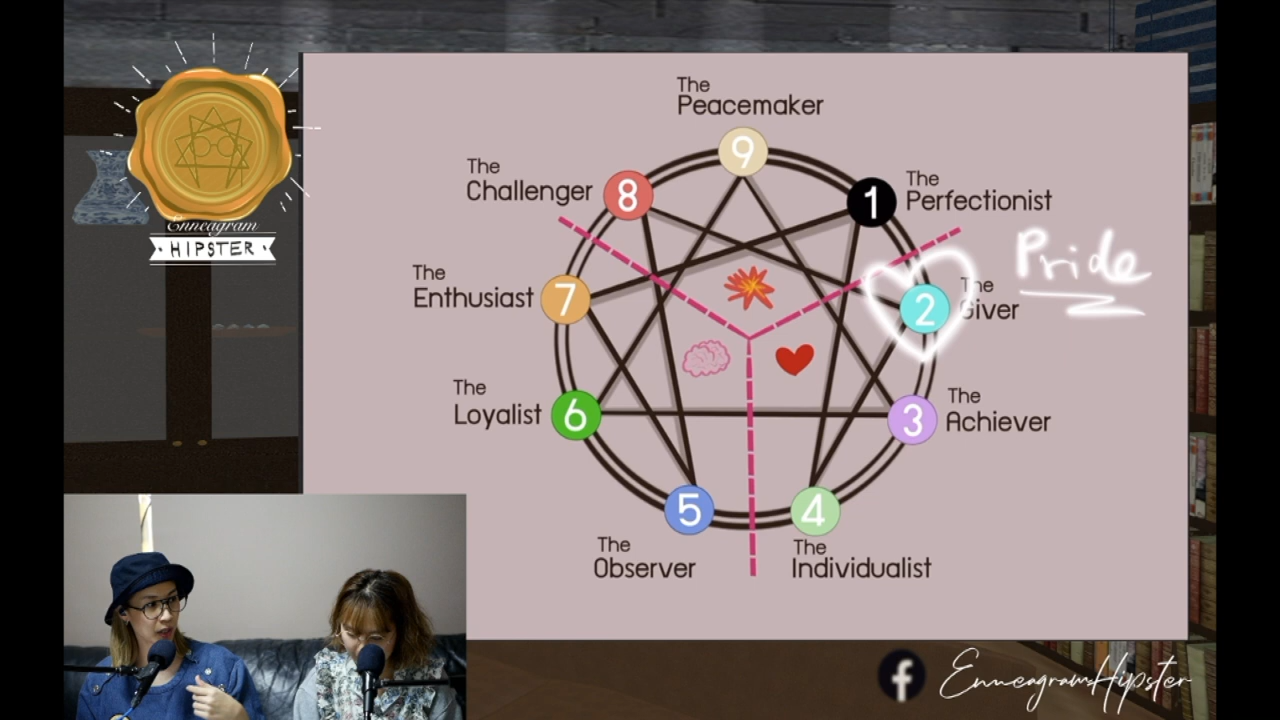 The
Peacemaker
9
The
Challenger
8
1
The
Perfectionist
Pride
Enneagram
HIPSTER
The
Enthusiast
7
2
The
Giver
The
Loyalist
6
3
The
Achiever
5
4
The
Observer
The
Individualist
f
EnneagramHipster